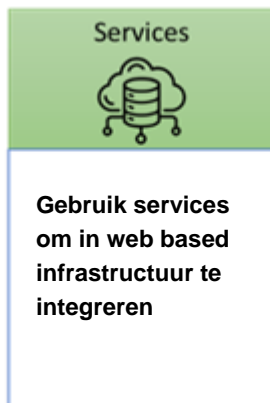 Services
Gebruik services
om in web based
infrastructuur te
integreren